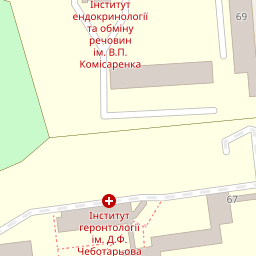 Інститут
ендокринології
та обміну
речовин
ім. В.П.
Комісаренка
69
67
Інститут
геронтології
ім. Д.Ф.
Чеботарьова